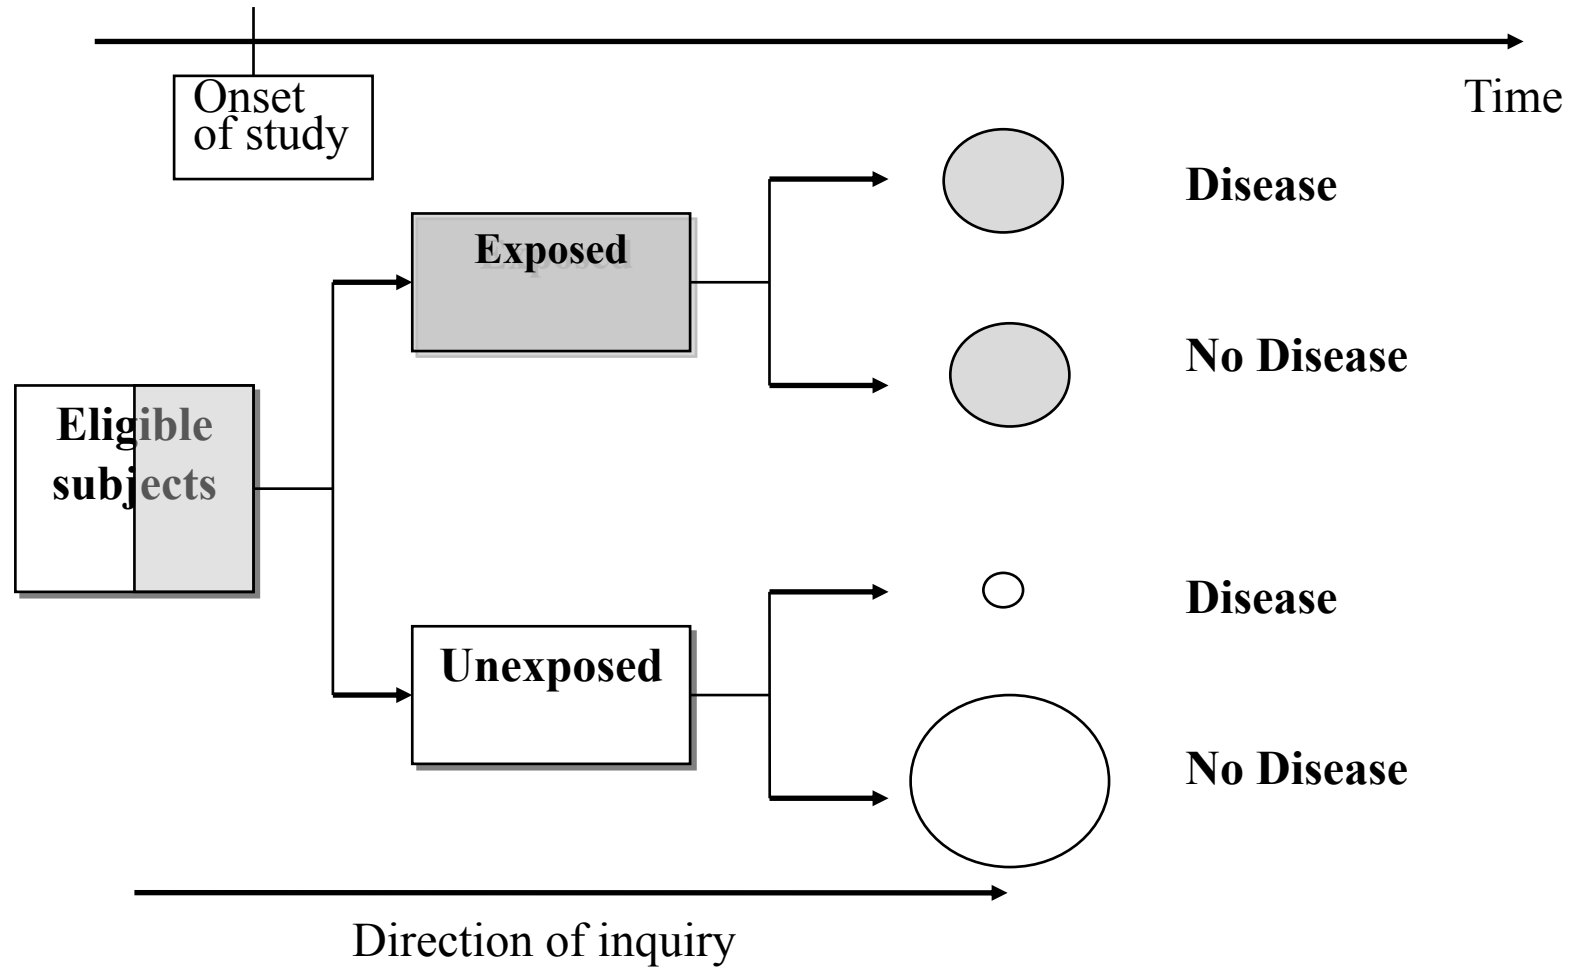 Onset
of study
Time
Disease
Exposed
No Disease
Eligible
subjects
Disease
Unexposed
No Disease
Direction of inquiry